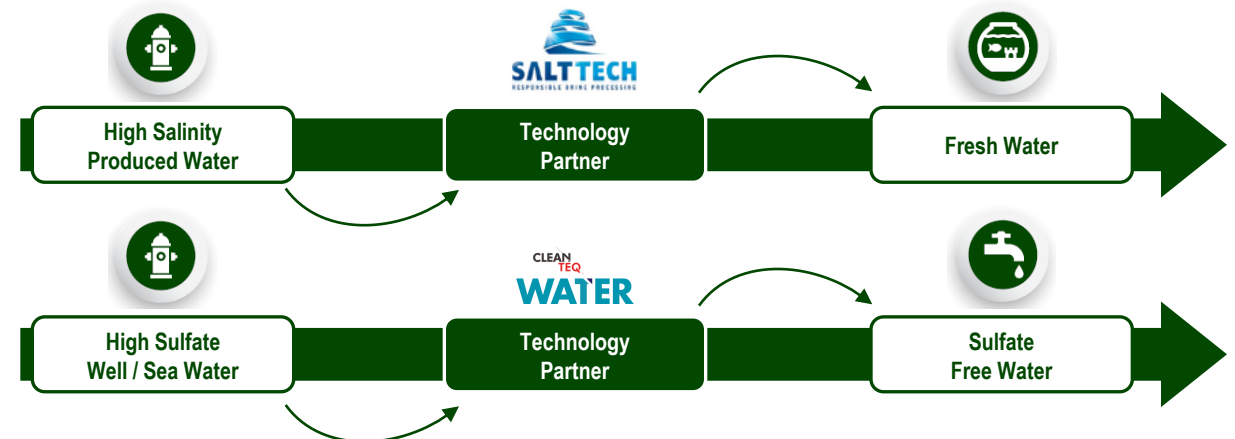 SALTTECH
RESPONSIBLE BRINE PROCESSING
High Salinity
Produced Water
Technology
Partner
Fresh Water
CLEAN
TEQ
WATER
High Sulfate
Well / Sea Water
Technology
Partner
Sulfate
Free Water